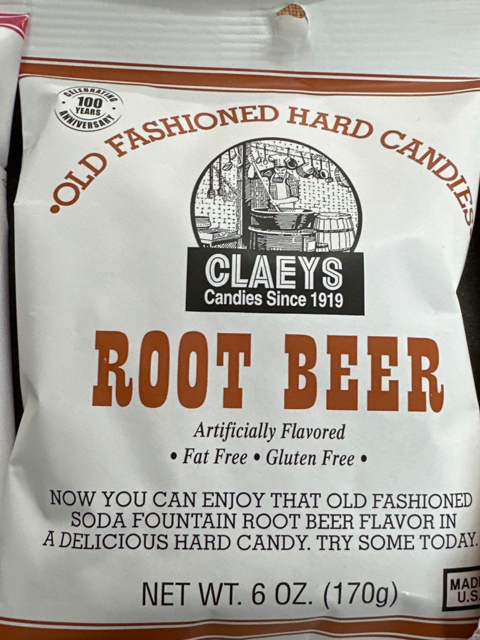 CELEBRATING
100
YEARS
ANNIVERSARY
•OLD FASHIONED HARD CANDIES
CLAEYS
Candies Since 1919
ROOT BEER
Artificially Flavored
• Fat Free • Gluten Free •
NOW YOU CAN ENJOY THAT OLD FASHIONED
SODA FOUNTAIN ROOT BEER FLAVOR IN
A DELICIOUS HARD CANDY. TRY SOME TODAY.
NET WT. 6 OZ. (170g)
MADE
U.S.